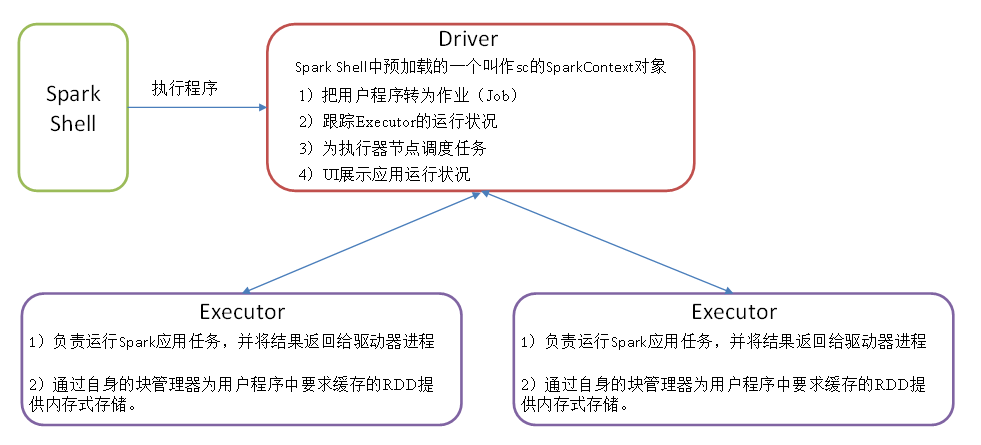 Spark
Shell
执行程序
Driver
Spark Shell中预加载的一个叫作sc的SparkContext对象
1）把用户程序转为作业（Job）
2）跟踪Executor的运行状况
3）为执行器节点调度任务
4）UI展示应用运行状况
Executor
1）负责运行Spark应用任务，并将结果返回给驱动器进程
2）通过自身的块管理器为用户程序中要求缓存的RDD提
供内存式存储。
Executor
1）负责运行Spark应用任务，并将结果返回给驱动器进程
2）通过自身的块管理器为用户程序中要求缓存的RDD提
供内存式存储。